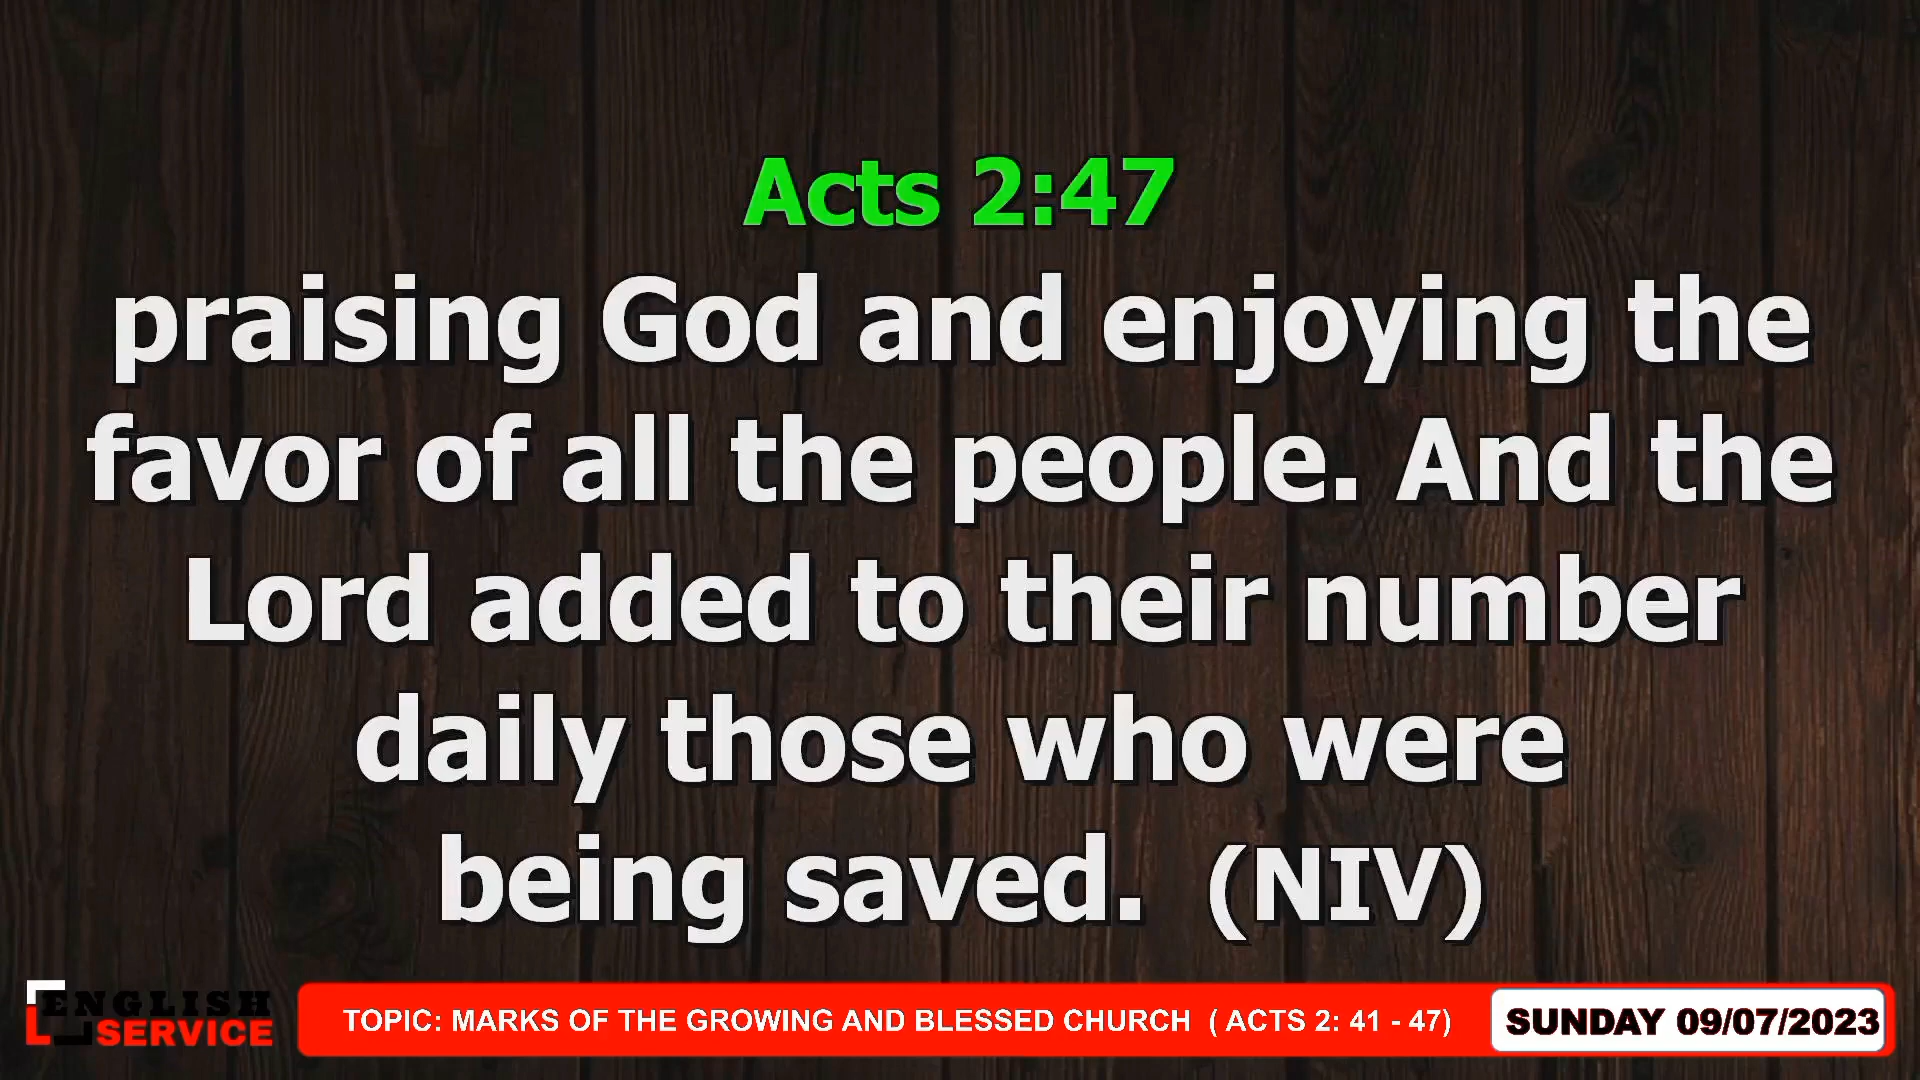 Acts 2:47
praising God and enjoying the
favor of all the people. And the
Lord added to their number
daily those who were
being saved.  (NIV)
ENGLISH
SERVICE
TOPIC: MARKS OF THE GROWING AND BLESSED CHURCH  ( ACTS 2: 41 - 47)
SUNDAY 09/07/2023